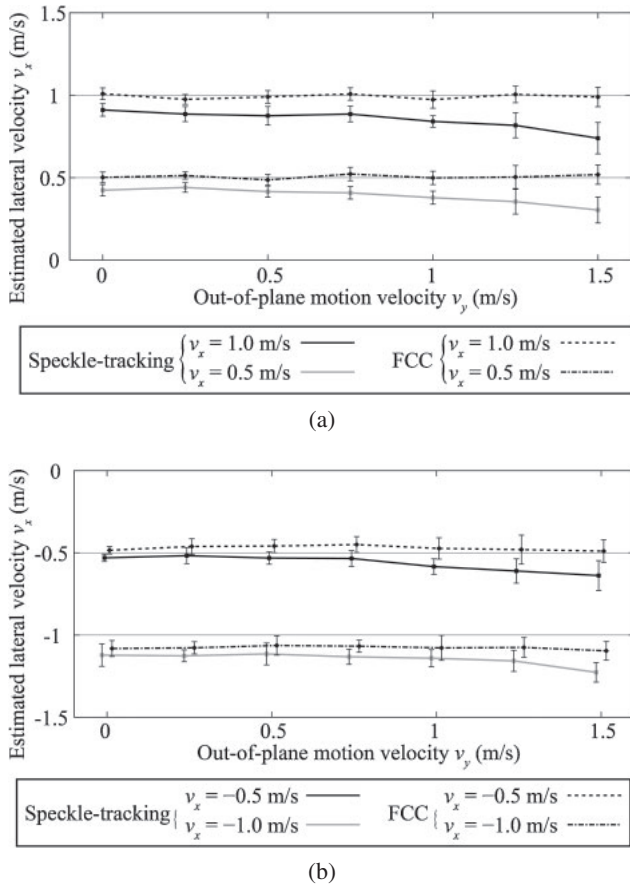 1.5
1
0.5
0
Estimated lateral velocity v_x (m/s)
0 0.5 1 1.5
Out-of-plane motion velocity v_y (m/s)
Speckle-tracking { v_x = 1.0 m/s FCC { v_x = 1.0 m/s
v_x = 0.5 m/s v_x = 0.5 m/s
(a)
0
-0.5
-1
-1.5
Estimated lateral velocity v_x (m/s)
0 0.5 1 1.5
Out-of-plane motion velocity v_y (m/s)
v_x = −0.5 m/s v_x = −0.5 m/s
Speckle-tracking { v_x = −1.0 m/s FCC { v_x = −1.0 m/s
(b)